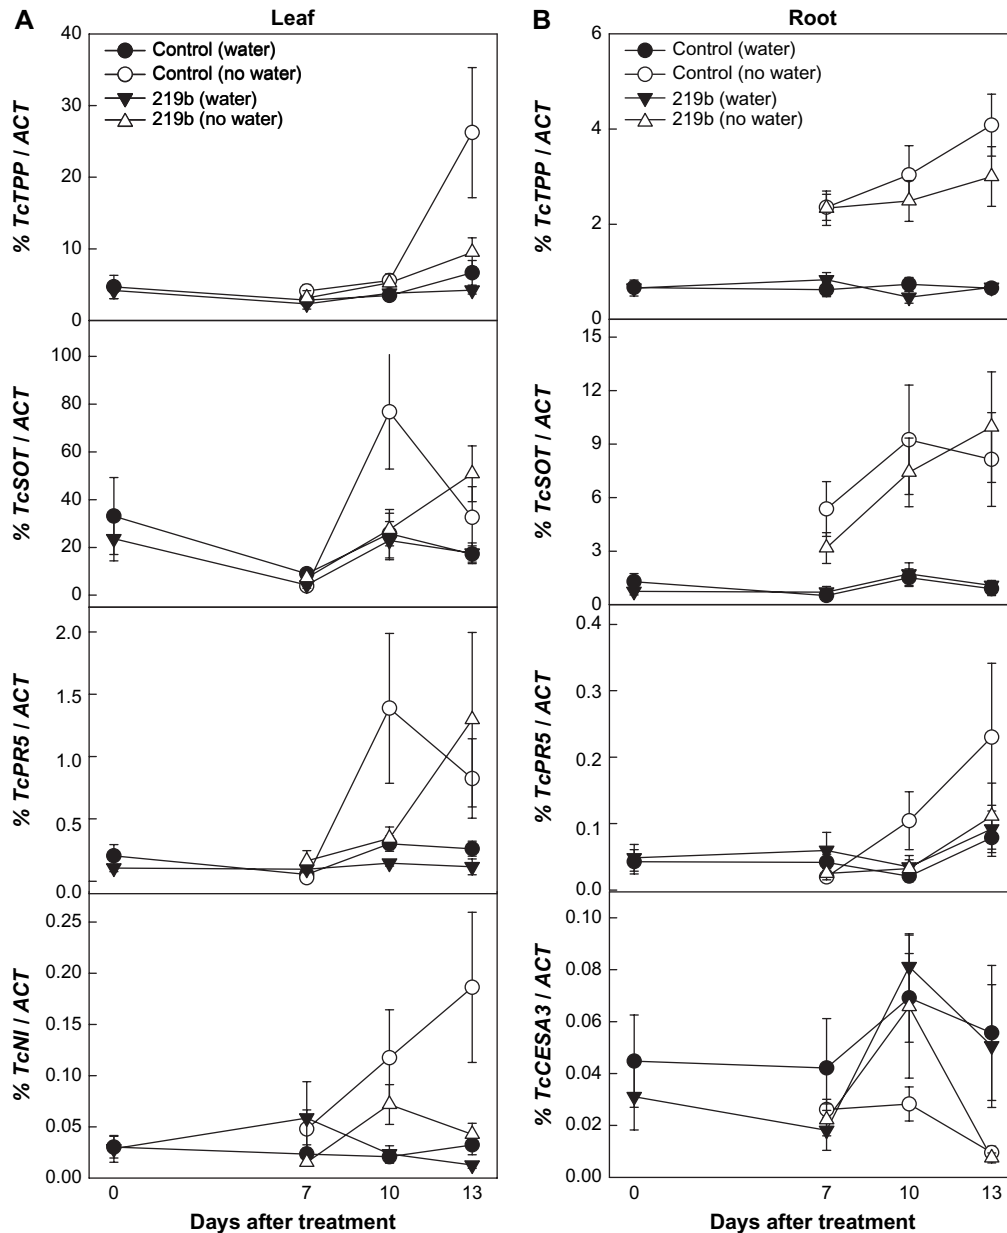 A
Leaf
40
30
20
10
0
% TcTPP / ACT
Control (water)
Control (no water)
219b (water)
219b (no water)
100
80
60
40
20
0
% TcSOT / ACT
2.0
1.5
1.0
0.5
0.0
% TcPR5 / ACT
0.25
0.20
0.15
0.10
0.05
0.00
% TcNI / ACT
0
7
10
13
Days after treatment
B
Root
6
4
2
0
% TcTPP / ACT
Control (water)
Control (no water)
219b (water)
219b (no water)
15
12
9
6
3
0
% TcSOT / ACT
0.4
0.3
0.2
0.1
0.0
% TcPR5 / ACT
0.10
0.08
0.06
0.04
0.02
0.00
% TcCESA3 / ACT
0
7
10
13
Days after treatment